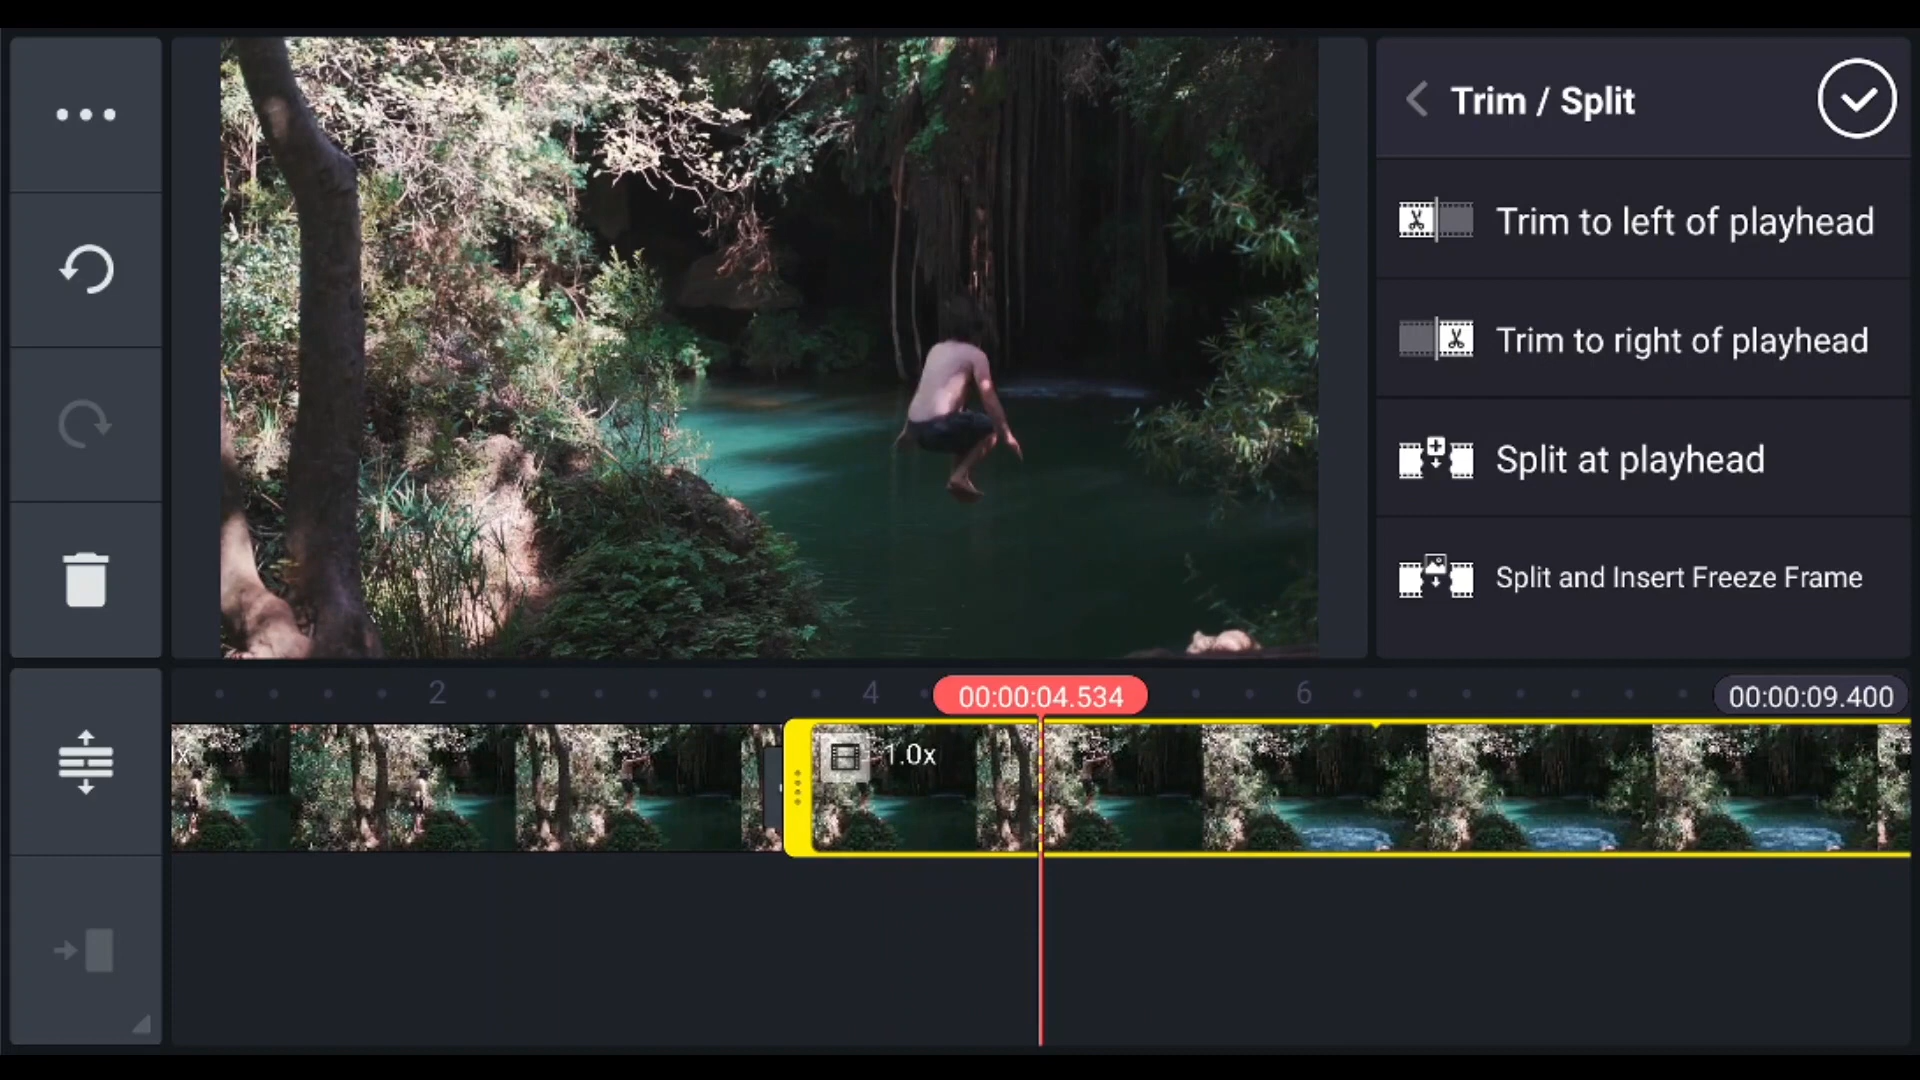 Trim / Split
Trim to left of playhead
Trim to right of playhead
Split at playhead
Split and Insert Freeze Frame
2
4
00:00:04.534
6
00:00:09.400
x
1.0x